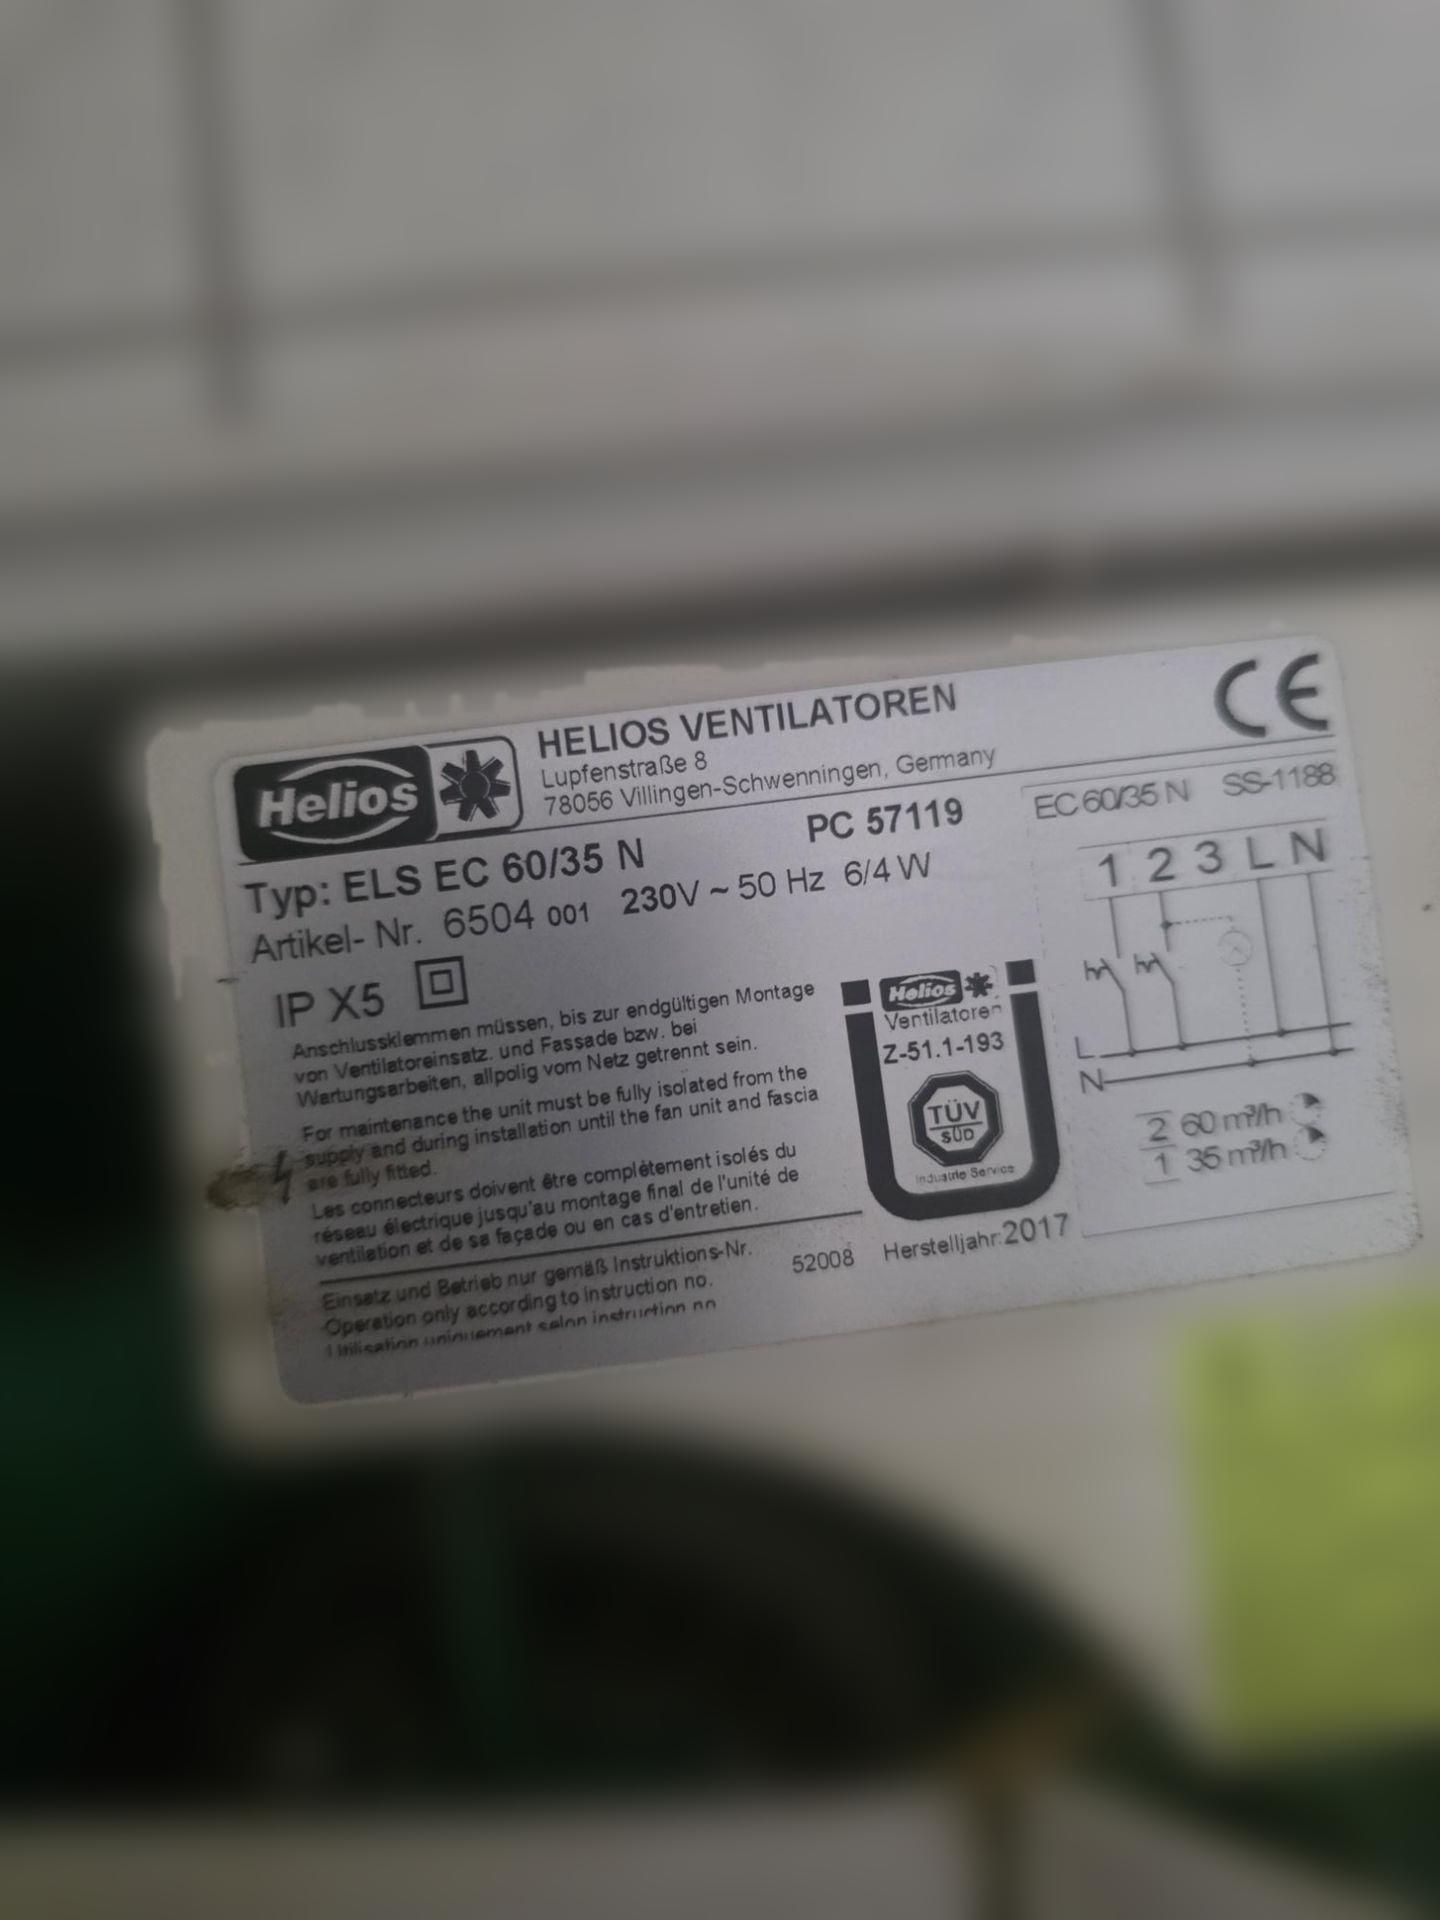 Helios
HELIOS VENTILATOREN
Lupfenstraße 8
78056 Villingen-Schwenningen, Germany
CE
Typ: ELS EC 60/35 N
PC 57119
Artikel- Nr. 6504 001
230V ~ 50 Hz 6/4 W
IP X5
Anschlussklemmen müssen, bis zur endgültigen Montage
von Ventilatoreinsatz. und Fassade bzw. bei
Wartungsarbeiten, allpolig vom Netz getrennt sein.
For maintenance the unit must be fully isolated from the
supply and during installation until the fan unit and fascia
are fully fitted.
Les connecteurs doivent être complètement isolés du
réseau électrique jusqu'au montage final de l'unité de
ventilation et de sa façade ou en cas d'entretien.
Einsatz und Betrieb nur gemäß Instruktions-Nr.
Operation only according to instruction no.
Utilisation uniquement selon instruction no
52008
Herstelljahr:2017
Helios
Ventilatoren
Z-51.1-193
TÜV
SÜD
Industrie Service
EC 60/35 N SS-1188
1 2 3 L N
L
N
2 60 m³/h
1 35 m³/h